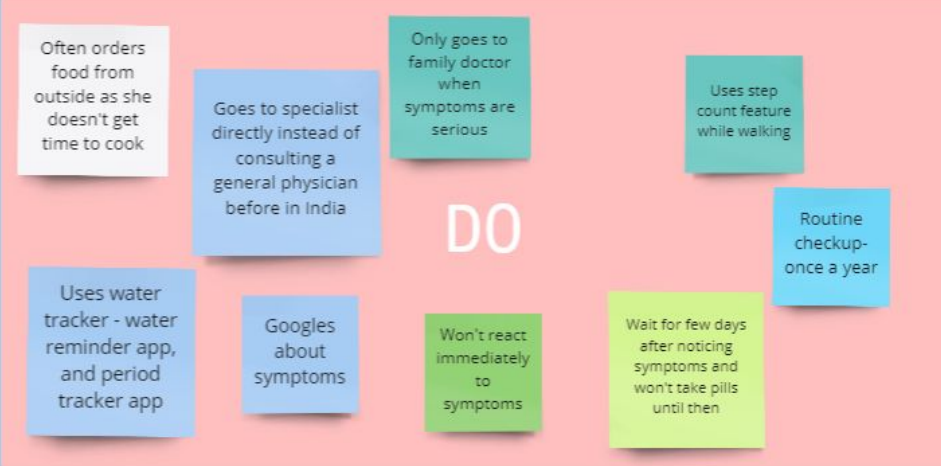 Often orders
food from
outside as she
doesn't get
time to cook
Goes to specialist
directly instead of
consulting a
general physician
before in India
Only goes to
family doctor
when
symptoms are
serious
Uses step
count feature
while walking
DO
Routine
checkup-
once a year
Uses water
tracker - water
reminder app,
and period
tracker app
Googles
about
symptoms
Won't react
immediately
to
symptoms
Wait for few days
after noticing
symptoms and
won't take pills
until then